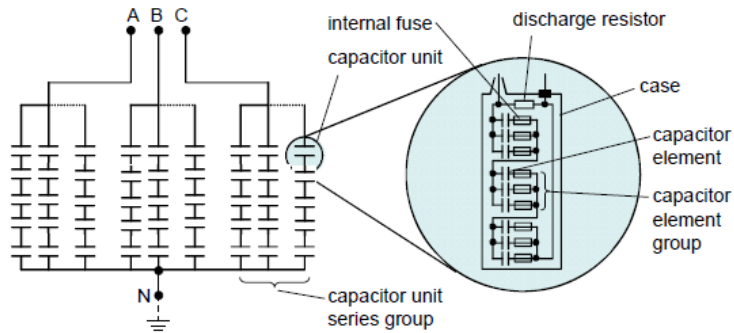 A B C
internal fuse
discharge resistor
capacitor unit
case
capacitor
element
capacitor
element
group
N
capacitor unit
series group